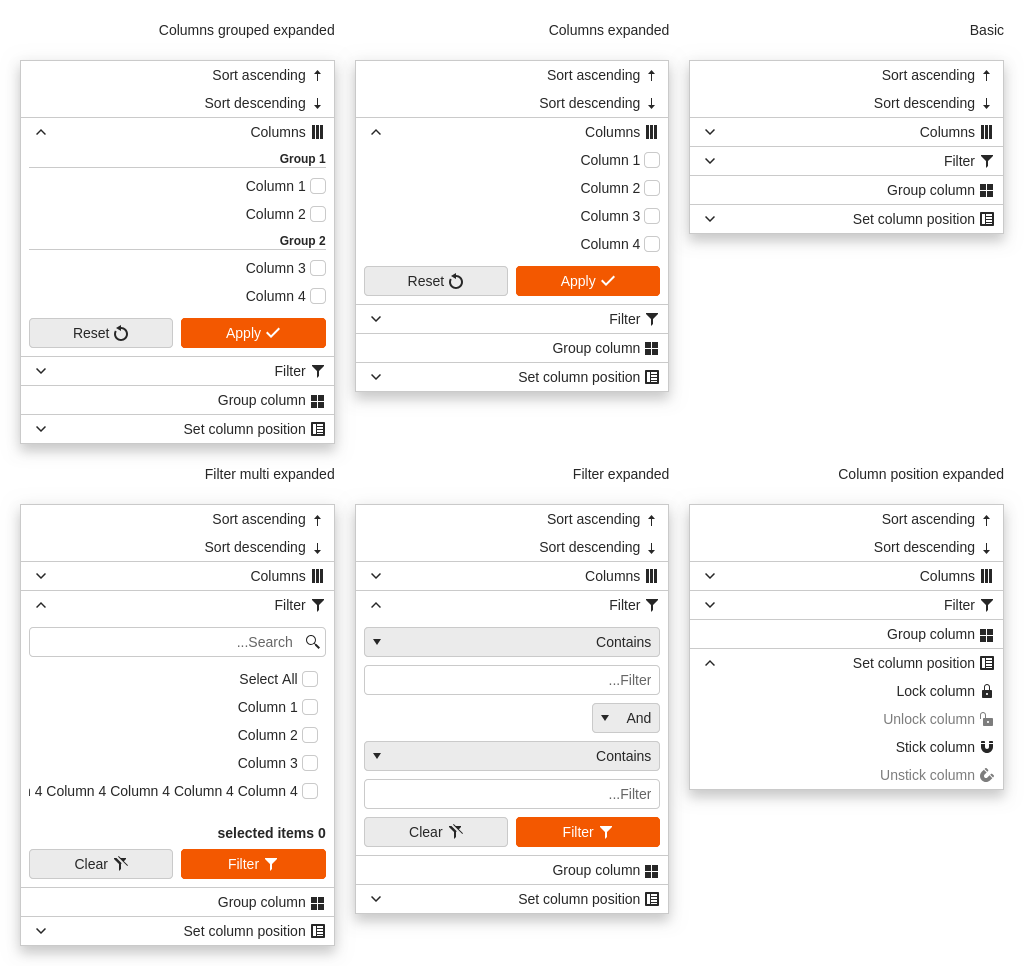 Basic
Sort ascending
Sort descending
Columns
Filter
Group column
Set column position
Columns expanded
Sort ascending
Sort descending
Columns
Column 1
Column 2
Column 3
Column 4
Apply
Reset
Filter
Group column
Set column position
Columns grouped expanded
Sort ascending
Sort descending
Columns
Group 1
Column 1
Column 2
Group 2
Column 3
Column 4
Apply
Reset
Filter
Group column
Set column position
Column position expanded
Sort ascending
Sort descending
Columns
Filter
Group column
Set column position
Lock column
Unlock column
Stick column
Unstick column
Filter expanded
Sort ascending
Sort descending
Columns
Filter
Contains
...Filter
And
Contains
...Filter
Filter
Clear
Group column
Set column position
Filter multi expanded
Sort ascending
Sort descending
Columns
Filter
...Search
Select All
Column 1
Column 2
Column 3
4 Column 4 Column 4 Column 4 Column 4
selected items 0
Filter
Clear
Group column
Set column position